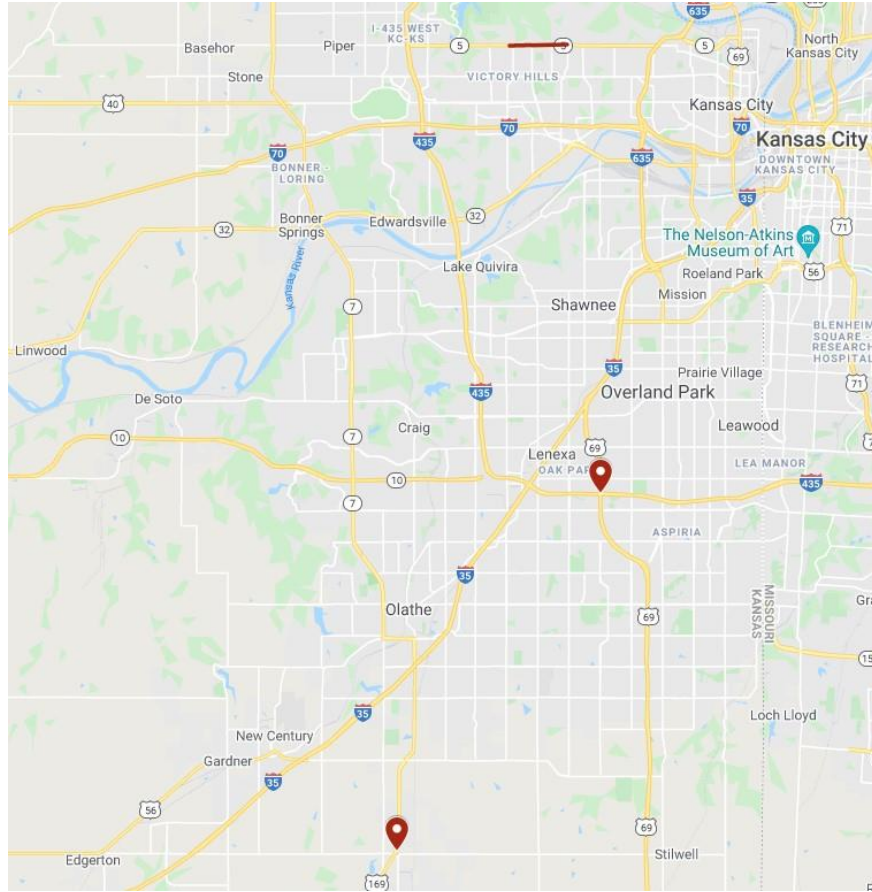 635
I-435 WEST
KC-KS
North
Kansas City
Basehor
Piper
5
5
5
69
Stone
VICTORY HILLS
40
Kansas City
70
70
70
435
635
Kansas City
DOWNTOWN
KANSAS CITY
BONNER -
LORING
35
32
Bonner
Springs
Edwardsville
32
71
The Nelson-Atkins
Museum of Art
Kansas River
Lake Quivira
Roeland Park
56
Mission
7
Shawnee
BLENHEIM
SQUARE -
RESEARCH
HOSPITAL
Linwood
35
Prairie Village
71
De Soto
435
Overland Park
Craig
Leawood
10
7
69
Lenexa
OAK PAR
LEA MANOR
10
435
7
ASPIRIA
35
MISSOURI
KANSAS
Olathe
69
15
35
Loch Lloyd
New Century
Gardner
35
56
69
Edgerton
Stilwell
169